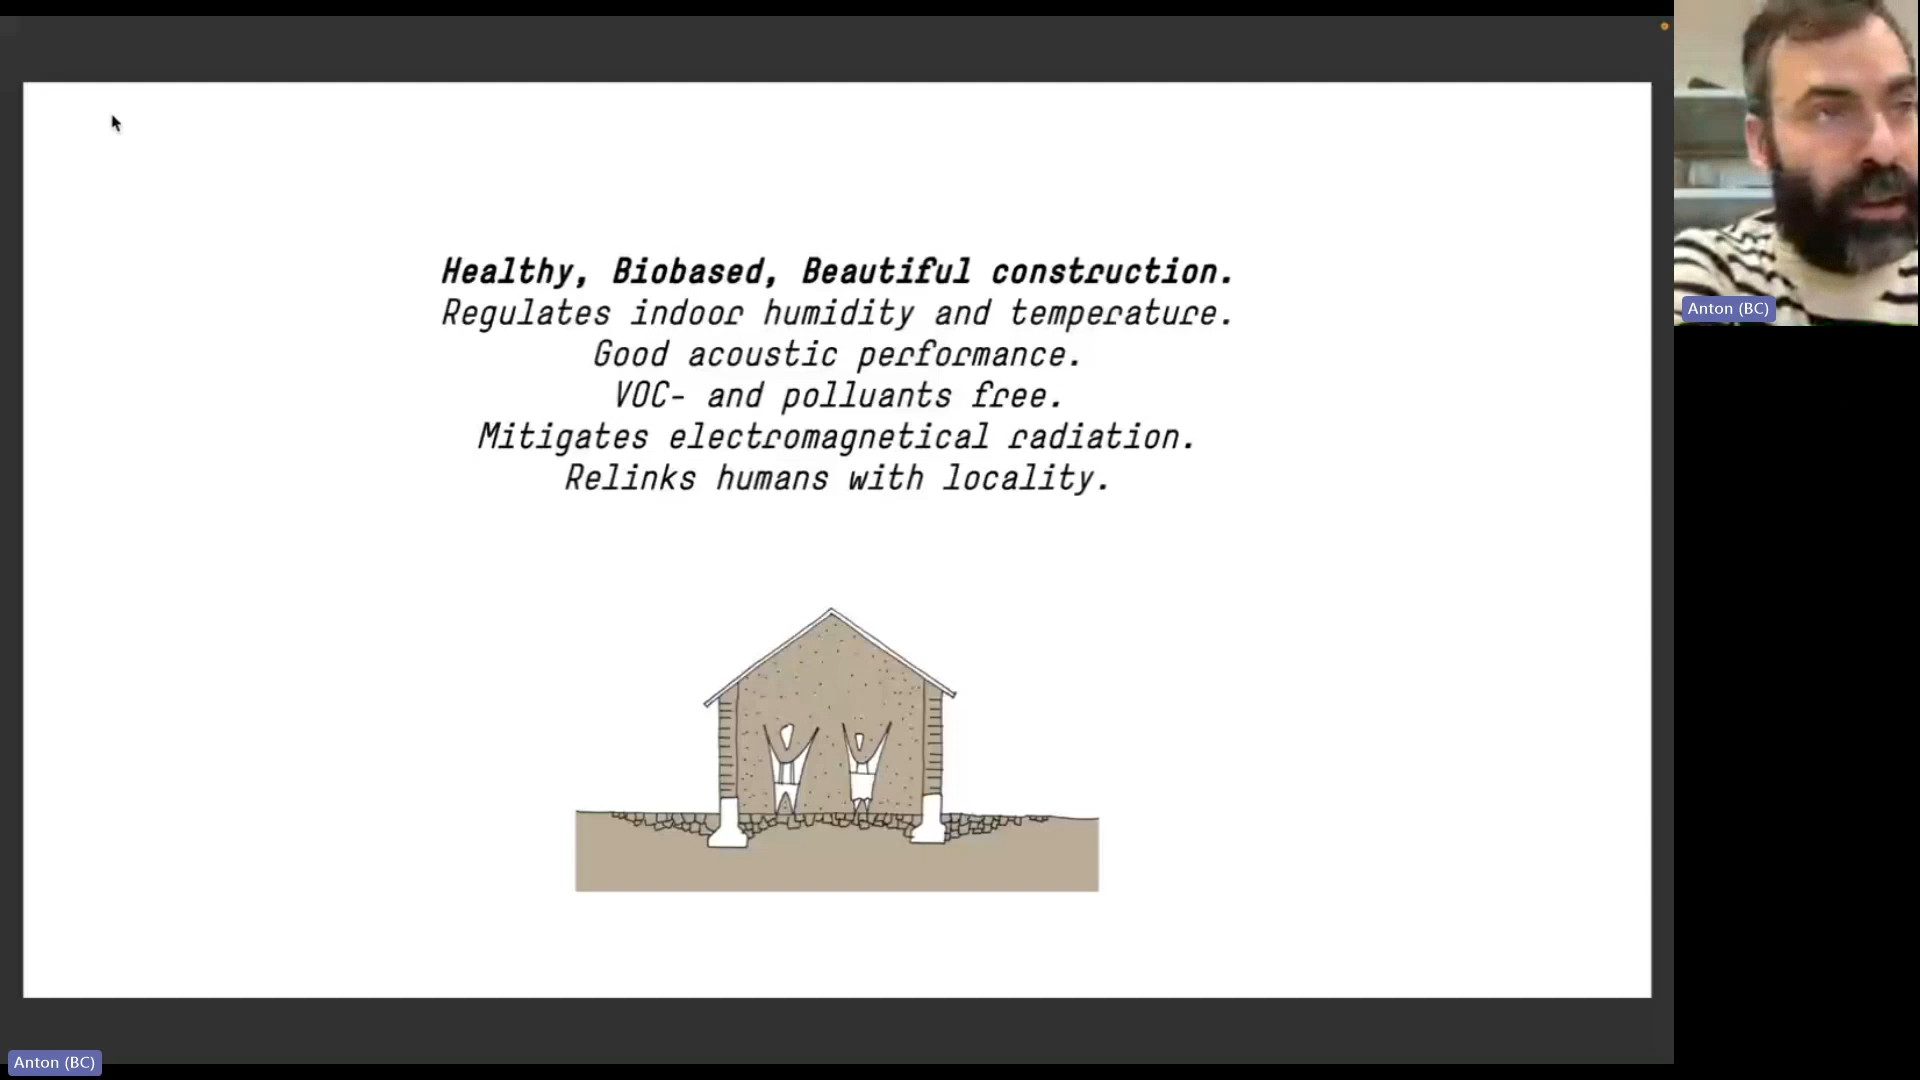 Healthy, Biobased, Beautiful construction.
Regulates indoor humidity and temperature.
Good acoustic performance.
VOC- and polluants free.
Mitigates electromagnetical radiation.
Relinks humans with locality.
Anton (BC)
Anton (BC)